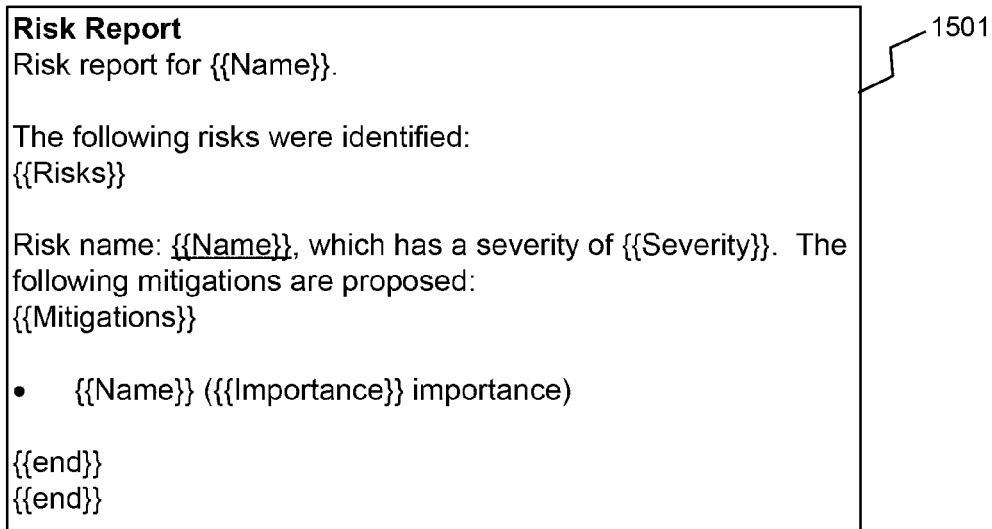 Risk Report
1501
Risk report for {{Name}}.
The following risks were identified:
{{Risks}}
Risk name: {{Name}}, which has a severity of {{Severity}}.  The
following mitigations are proposed:
{{Mitigations}}
• {{Name}} ({{Importance}} importance)
{{end}}
{{end}}